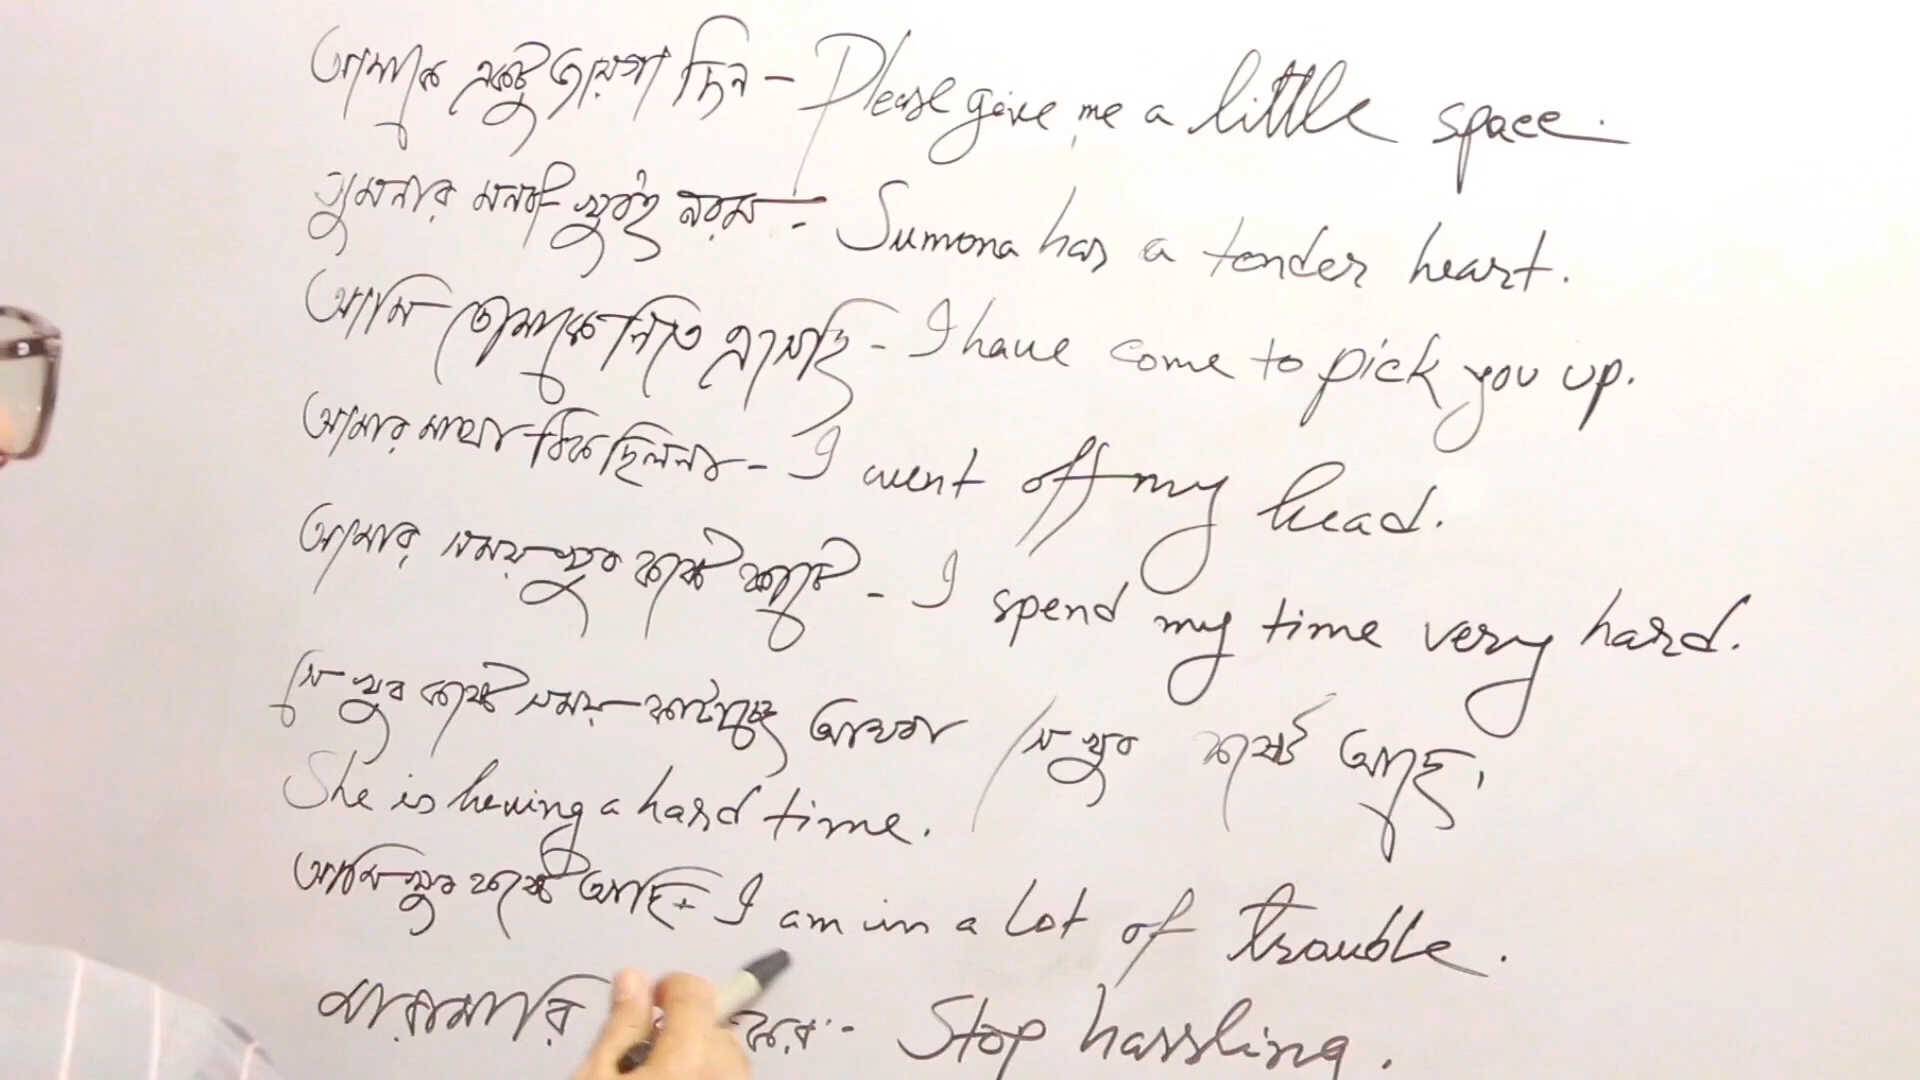 আমাকে একটু জায়গা দিন - Please give me a little space.
সুমনার মনটা খুবই নরম - Sumona has a tender heart.
আমি তোমাকে নিতে এসেছি - I have come to pick you up.
আমার মাথা ঠিক ছিলনা - I went off my head.
আমার সময় খুব কষ্টে কাটে - I spend my time very hard.
সে খুব কষ্টে সময় কাটাচ্ছে অথবা / সে খুব কষ্টে আছে,
She is having a hard time.
আমি খুব কষ্টে আছি - I am in a lot of trouble.
মারামারি - Stop hassling.